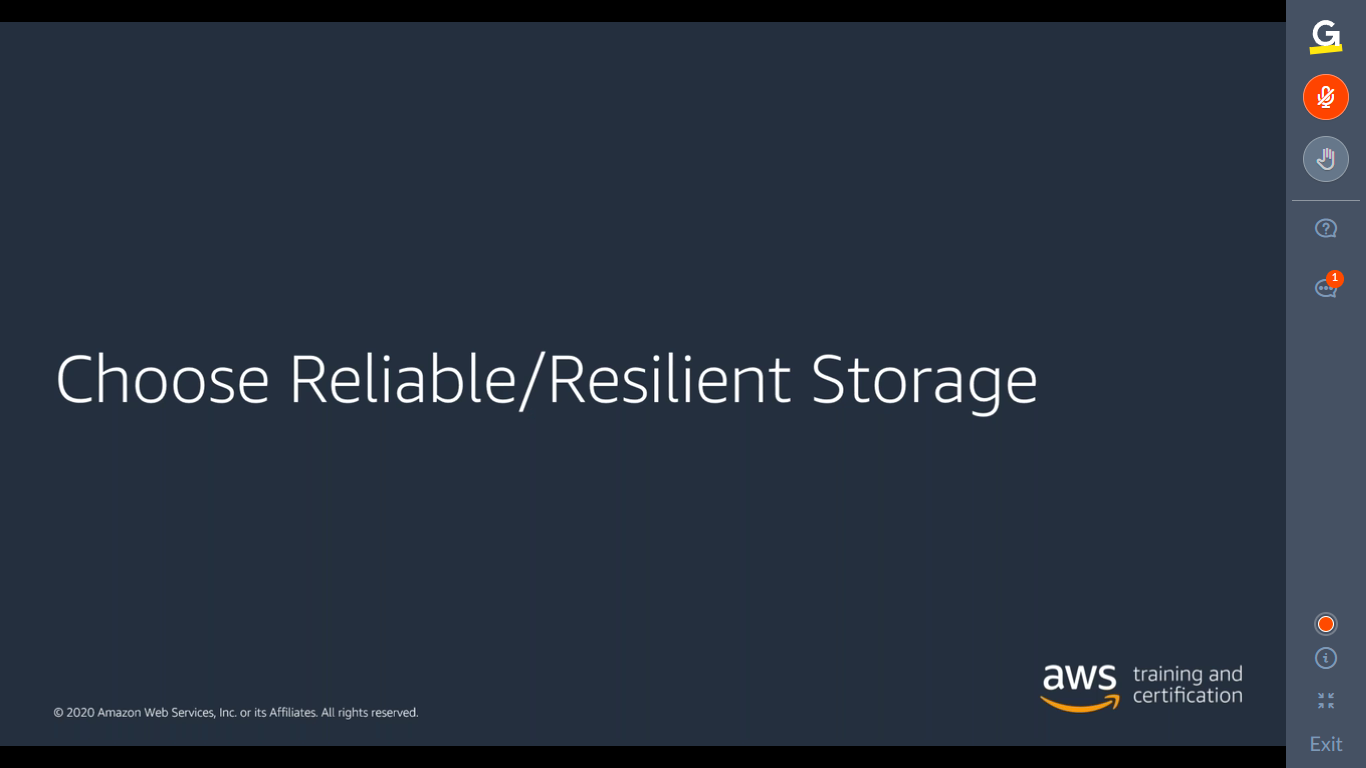 Choose Reliable/Resilient Storage
© 2020 Amazon Web Services, Inc. or its Affiliates. All rights reserved.
aws training and
certification
G
?
1
i
Exit